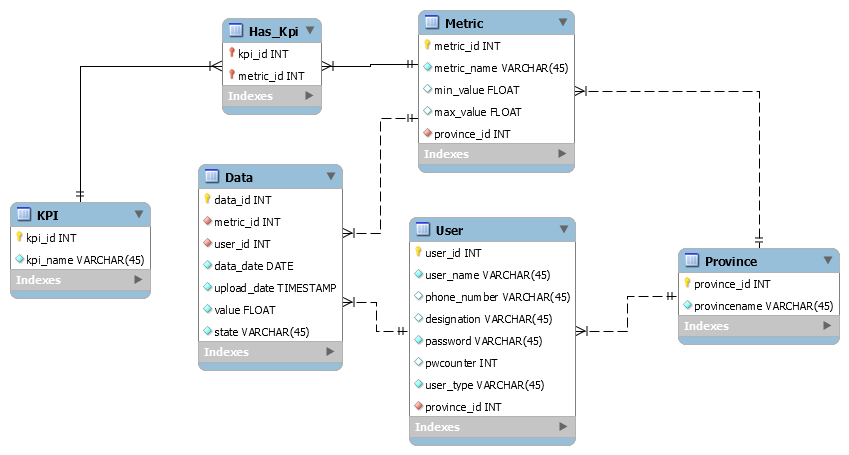 Has_Kpi
kpi_id INT
metric_id INT
Indexes
Metric
metric_id INT
metric_name VARCHAR(45)
min_value FLOAT
max_value FLOAT
province_id INT
Indexes
Data
data_id INT
metric_id INT
user_id INT
data_date DATE
upload_date TIMESTAMP
value FLOAT
state VARCHAR(45)
Indexes
KPI
kpi_id INT
kpi_name VARCHAR(45)
Indexes
User
user_id INT
user_name VARCHAR(45)
phone_number VARCHAR(45)
designation VARCHAR(45)
password VARCHAR(45)
pwcounter INT
user_type VARCHAR(45)
province_id INT
Indexes
Province
province_id INT
provincename VARCHAR(45)
Indexes